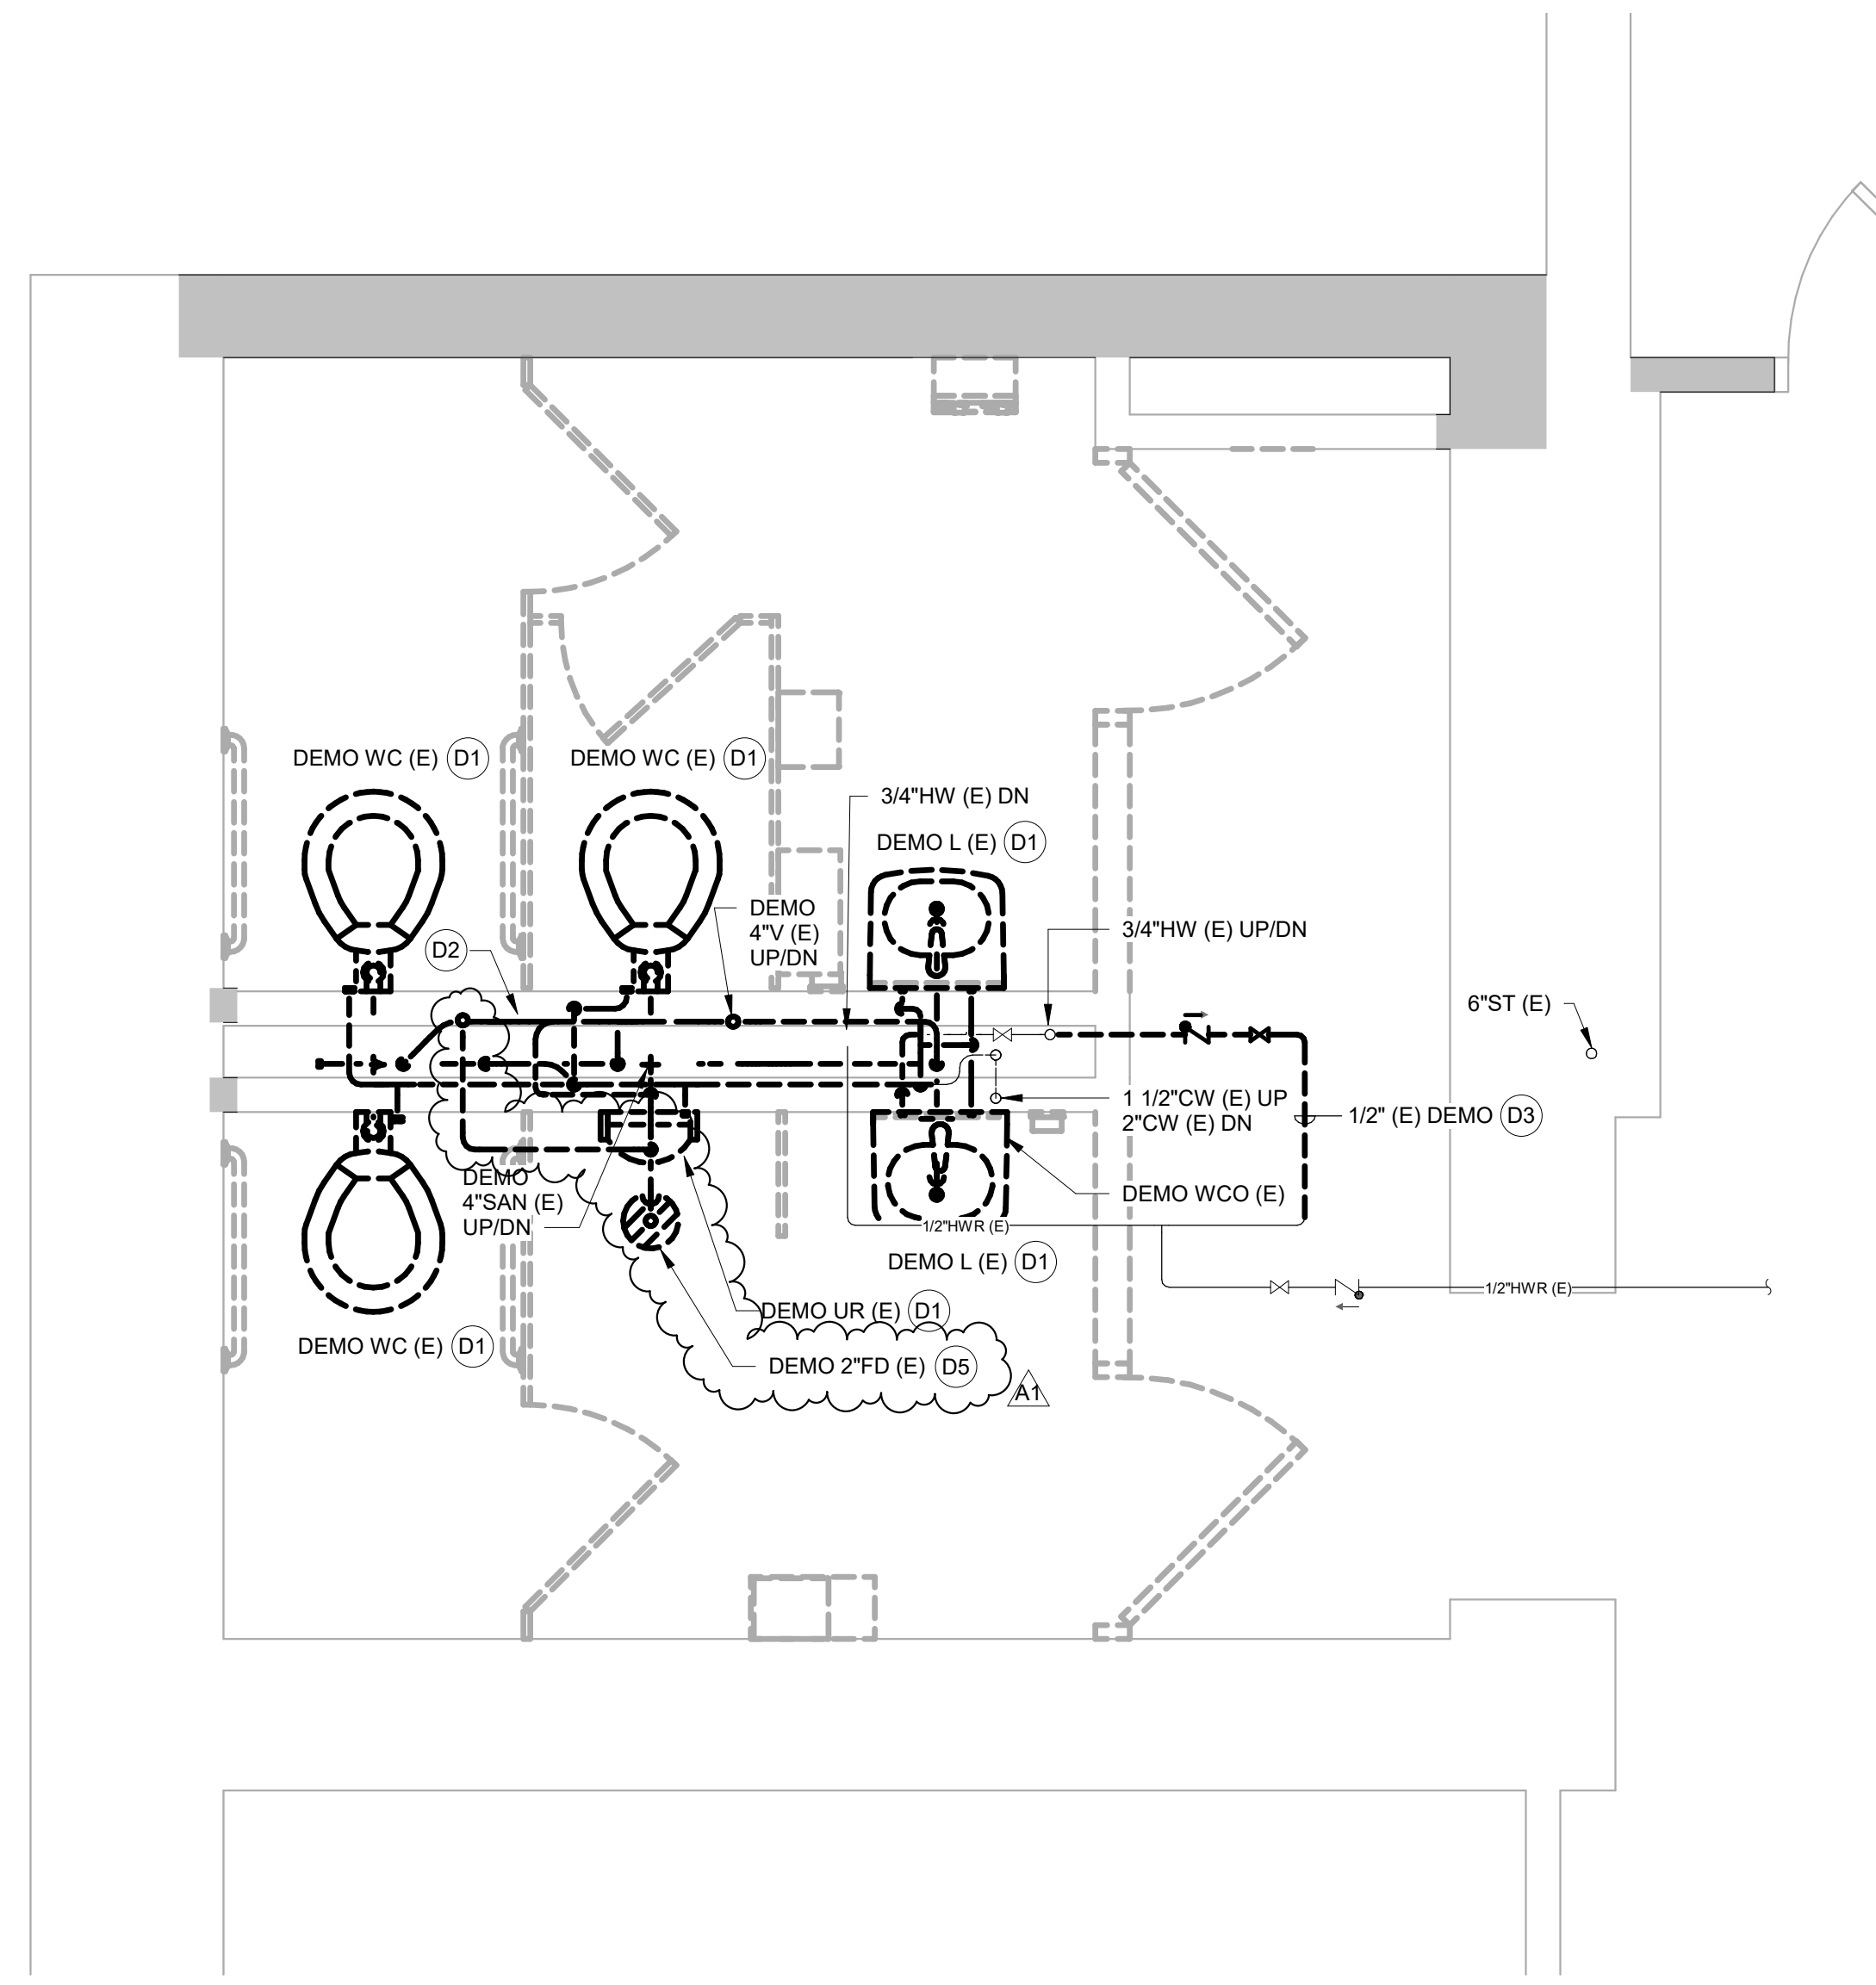 DEMO WC (E) D1
DEMO WC (E) D1
3/4"HW (E) DN
DEMO L (E) D1
DEMO
4"V (E)
UP/DN
3/4"HW (E) UP/DN
D2
6"ST (E)
1 1/2"CW (E) UP
2"CW (E) DN
1/2" (E) DEMO D3
DEMO
4"SAN (E)
UP/DN
DEMO WCO (E)
1/2"HWR (E)
DEMO L (E) D1
1/2"HWR (E)
DEMO UR (E) D1
DEMO WC (E) D1
DEMO 2"FD (E) D5
A1